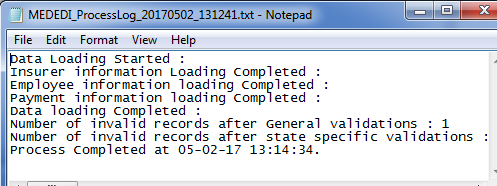 MEDEDI_ProcessLog_20170502_131241.txt - Notepad
File Edit Format View Help
Data Loading Started :
Insurer information Loading Completed :
Employee information loading Completed :
Payment information loading Completed :
Data loading Completed :
Number of invalid records after General validations : 1
Number of invalid records after state specific validations :
Process Completed at 05-02-17 13:14:34.